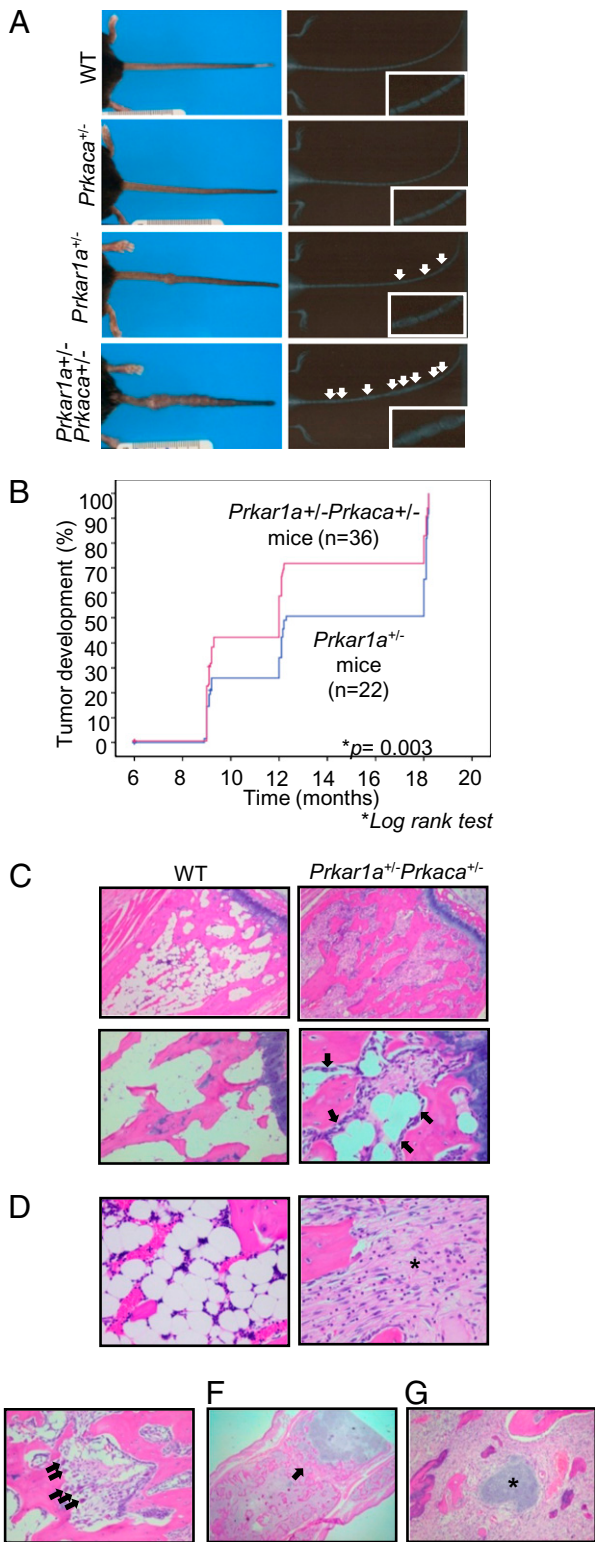 A
WT
Prkaca+/-
Prkar1a+/-
Prkar1a+/-
Prkaca+/-
B
Tumor development (%)
100
90
80
70
60
50
40
30
20
10
0
Prkar1a+/-Prkaca+/-
mice (n=36)
Prkar1a+/-
mice
(n=22)
*p= 0.003
6
8
10
12
14
16
18
20
Time (months)
*Log rank test
C
WT
Prkar1a+/-Prkaca+/-
D
*
F
G
*